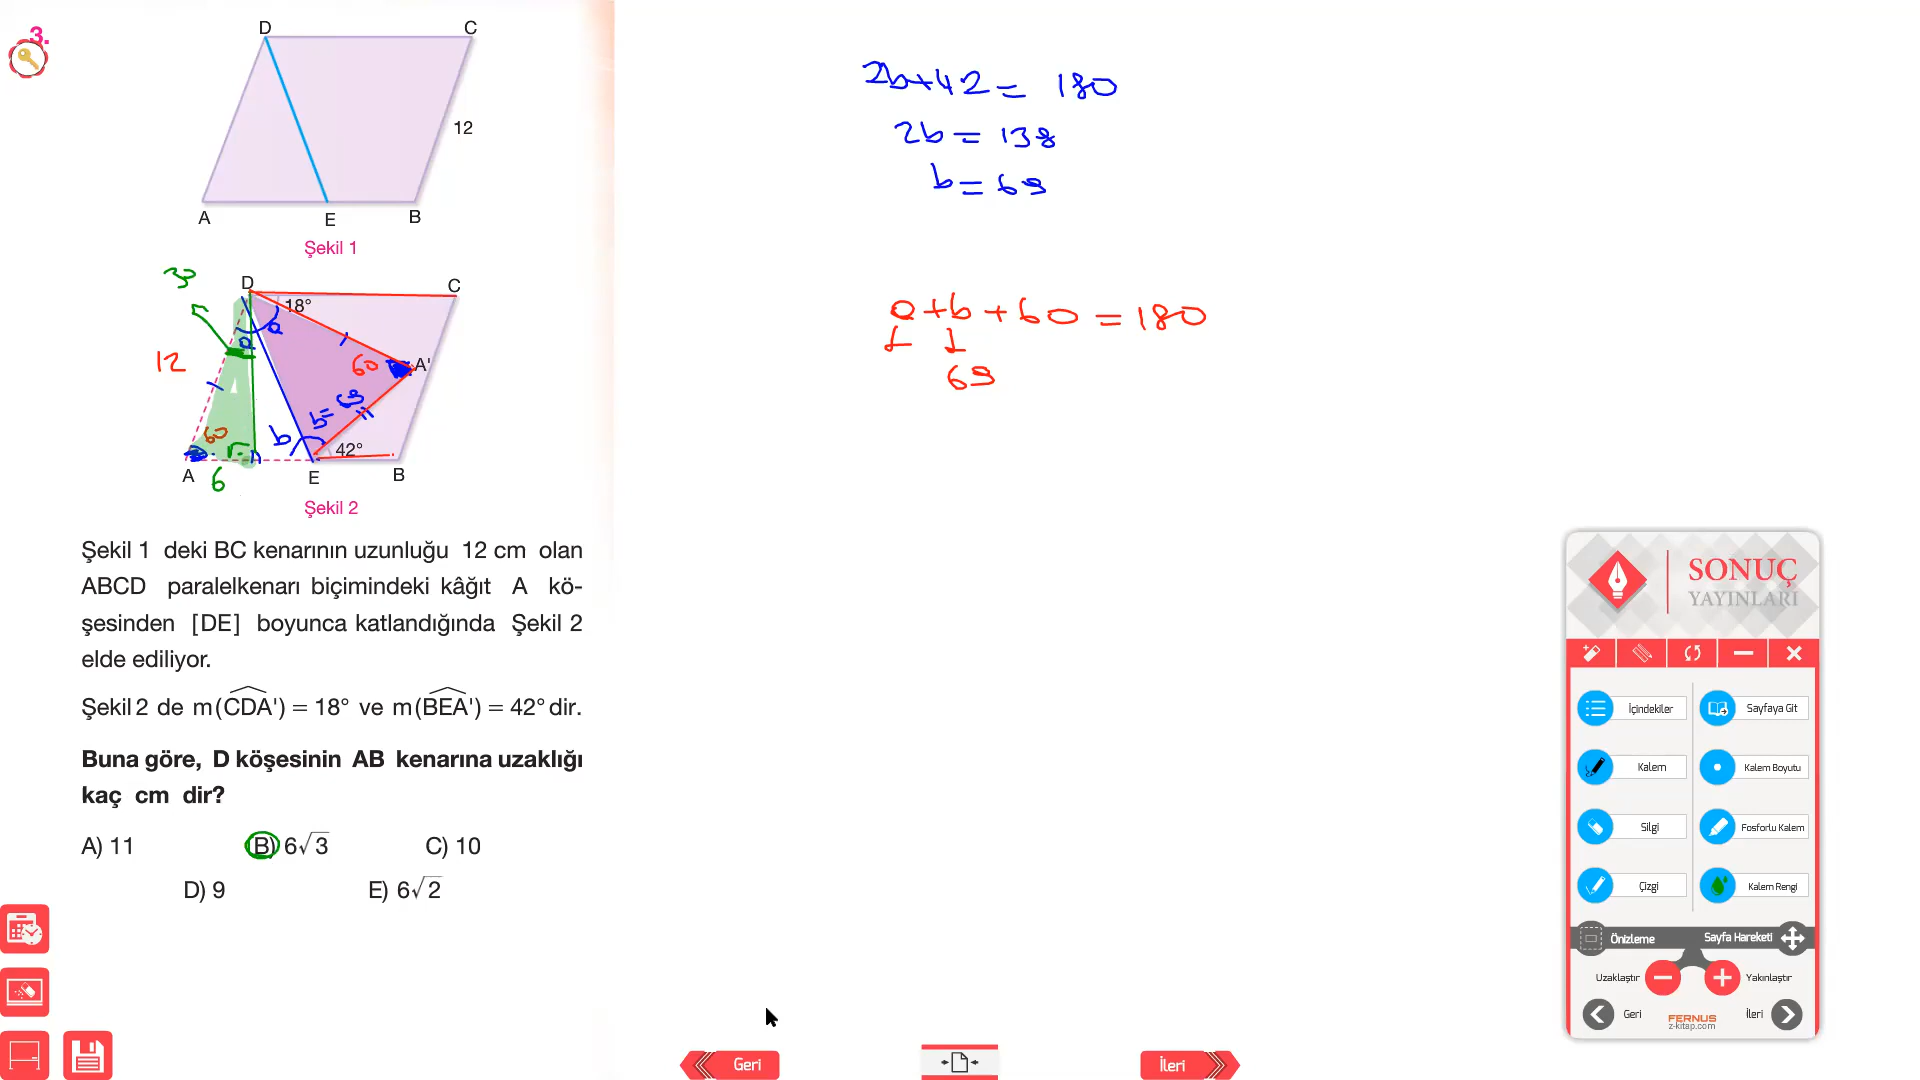 3.
D C
12
A E B
Şekil 1
30
D C
18°
a
a
12
60
A'
b = 69
60
b
42°
A E B
6
Şekil 2
Şekil 1 deki BC kenarının uzunluğu 12 cm olan
ABCD paralelkenarı biçimindeki kâğıt A kö-
şesinden [DE] boyunca katlandığında Şekil 2
elde ediliyor.
Şekil 2 de m(CDA') = 18° ve m(BEA') = 42° dir.
Buna göre, D köşesinin AB kenarına uzaklığı
kaç cm dir?
A) 11 B) 6√3 C) 10
D) 9 E) 6√2
2b+42 = 180
2b = 138
b = 69
a + b + 60 = 180
69
SONUÇ
YAYINLARI
İçindekiler
Sayfaya Git
Kalem
Kalem Boyutu
Silgi
Fosforlu Kalem
Çizgi
Kalem Rengi
Önizleme
Sayfa Hareketi
Uzaklaştır
Yakınlaştır
Geri
FERNUS
z-kitap.com
İleri
Geri
İleri